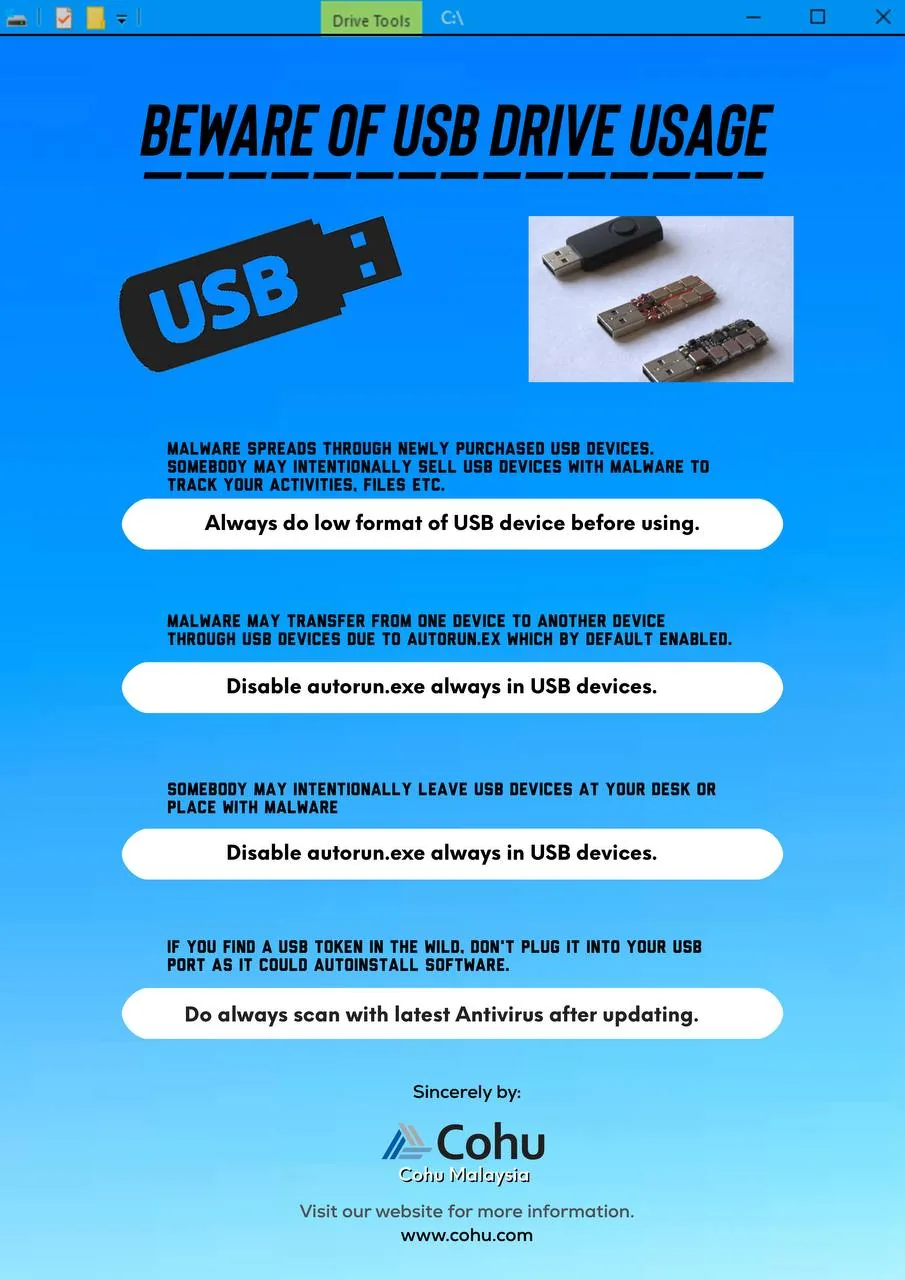 Drive Tools C:\
BEWARE OF USB DRIVE USAGE
USB
MALWARE SPREADS THROUGH NEWLY PURCHASED USB DEVICES.
SOMEBODY MAY INTENTIONALLY SELL USB DEVICES WITH MALWARE TO
TRACK YOUR ACTIVITIES, FILES ETC.
Always do low format of USB device before using.
MALWARE MAY TRANSFER FROM ONE DEVICE TO ANOTHER DEVICE
THROUGH USB DEVICES DUE TO AUTORUN.EX WHICH BY DEFAULT ENABLED.
Disable autorun.exe always in USB devices.
SOMEBODY MAY INTENTIONALLY LEAVE USB DEVICES AT YOUR DESK OR
PLACE WITH MALWARE
Disable autorun.exe always in USB devices.
IF YOU FIND A USB TOKEN IN THE WILD, DON'T PLUG IT INTO YOUR USB
PORT AS IT COULD AUTOINSTALL SOFTWARE.
Do always scan with latest Antivirus after updating.
Sincerely by:
Cohu
Cohu Malaysia
Visit our website for more information.
www.cohu.com